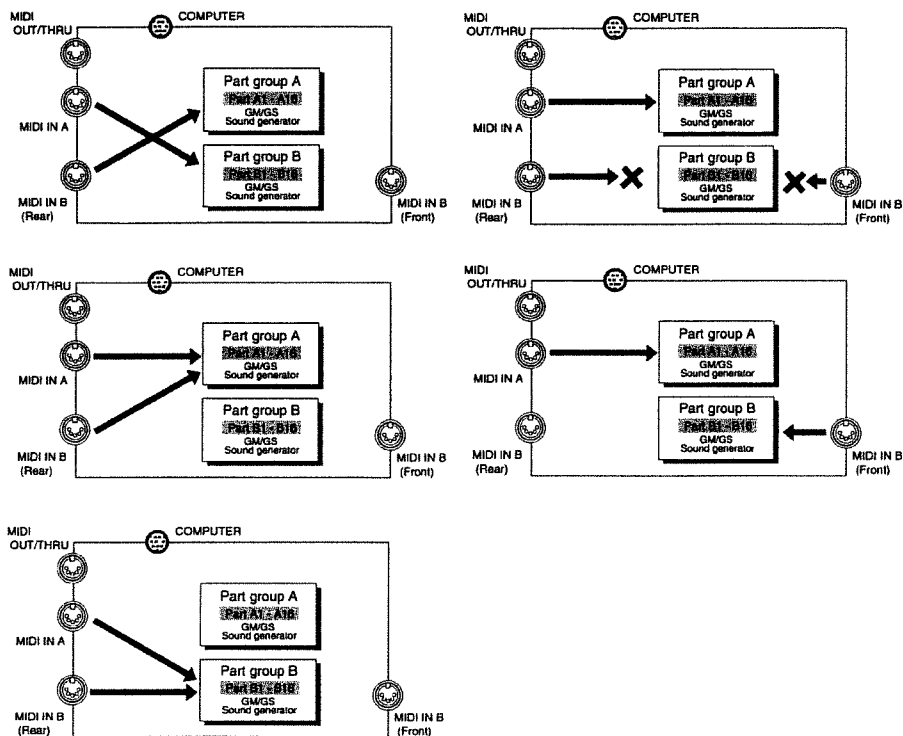 MIDI
OUT/THRU
COMPUTER
MIDI IN A
MIDI IN B
(Rear)
Part group A
Part A1 - A16
GM/GS
Sound generator
Part group B
Part B1 - B16
GM/GS
Sound generator
MIDI IN B
(Front)
MIDI
OUT/THRU
COMPUTER
MIDI IN A
MIDI IN B
(Rear)
Part group A
Part A1 - A16
GM/GS
Sound generator
Part group B
Part B1 - B16
GM/GS
Sound generator
MIDI IN B
(Front)
MIDI
OUT/THRU
COMPUTER
MIDI IN A
MIDI IN B
(Rear)
Part group A
Part A1 - A16
GM/GS
Sound generator
Part group B
Part B1 - B16
GM/GS
Sound generator
MIDI IN B
(Front)
MIDI
OUT/THRU
COMPUTER
MIDI IN A
MIDI IN B
(Rear)
Part group A
Part A1 - A16
GM/GS
Sound generator
Part group B
Part B1 - B16
GM/GS
Sound generator
MIDI IN B
(Front)
MIDI
OUT/THRU
COMPUTER
MIDI IN A
MIDI IN B
(Rear)
Part group A
Part A1 - A16
GM/GS
Sound generator
Part group B
Part B1 - B16
GM/GS
Sound generator
MIDI IN B
(Front)